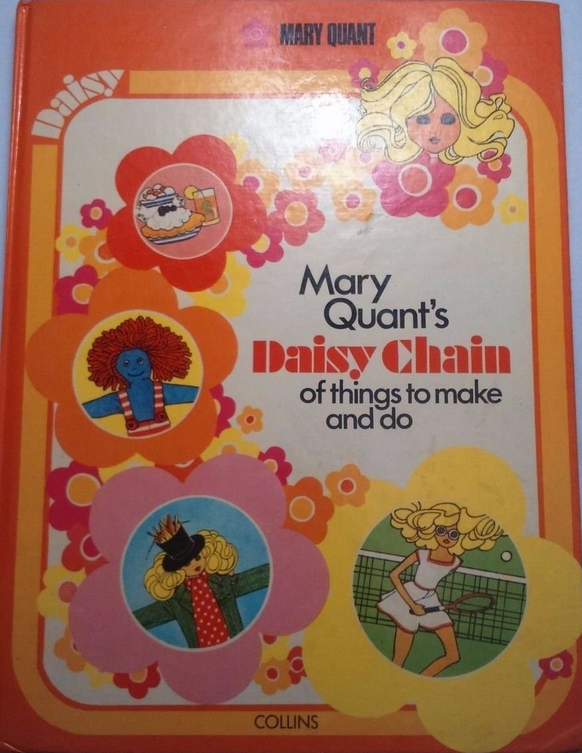 MARY QUANT
Daisy
Mary
Quant's
Daisy Chain
of things to make
and do
COLLINS